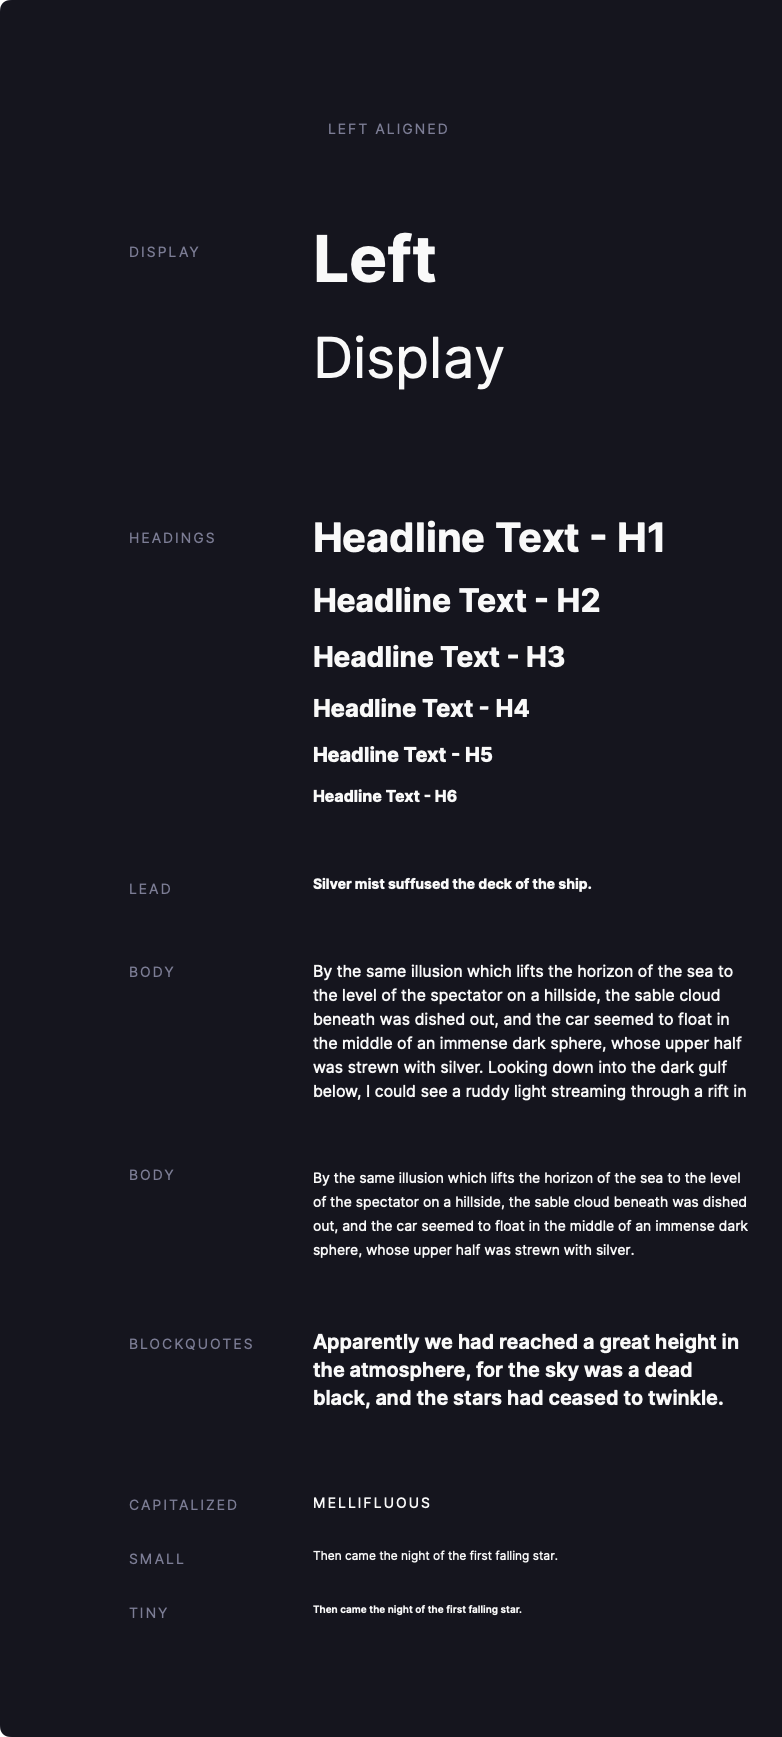 LEFT ALIGNED
DISPLAY
Left
Display
HEADINGS
Headline Text - H1
Headline Text - H2
Headline Text - H3
Headline Text - H4
Headline Text - H5
Headline Text - H6
LEAD
Silver mist suffused the deck of the ship.
BODY
By the same illusion which lifts the horizon of the sea to
the level of the spectator on a hillside, the sable cloud
beneath was dished out, and the car seemed to float in
the middle of an immense dark sphere, whose upper half
was strewn with silver. Looking down into the dark gulf
below, I could see a ruddy light streaming through a rift in
BODY
By the same illusion which lifts the horizon of the sea to the level
of the spectator on a hillside, the sable cloud beneath was dished
out, and the car seemed to float in the middle of an immense dark
sphere, whose upper half was strewn with silver.
BLOCKQUOTES
Apparently we had reached a great height in
the atmosphere, for the sky was a dead
black, and the stars had ceased to twinkle.
CAPITALIZED
MELLIFLUOUS
SMALL
Then came the night of the first falling star.
TINY
Then came the night of the first falling star.